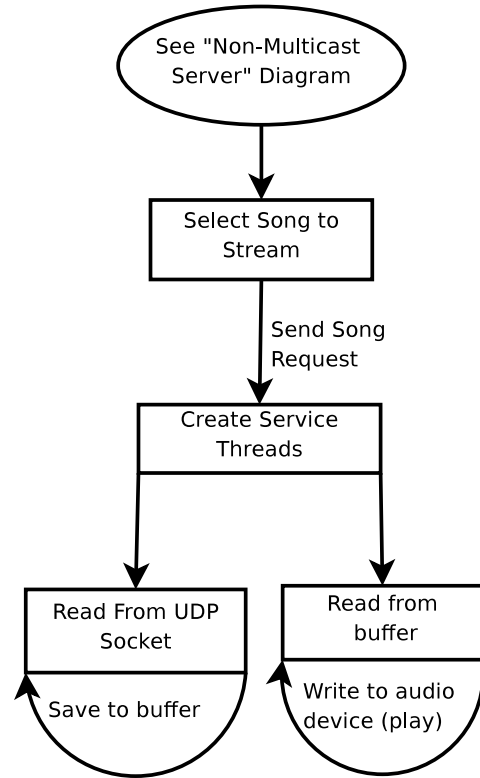 See "Non-Multicast
Server" Diagram
Select Song to
Stream
Send Song
Request
Create Service
Threads
Read From UDP
Socket
Save to buffer
Read from
buffer
Write to audio
device (play)